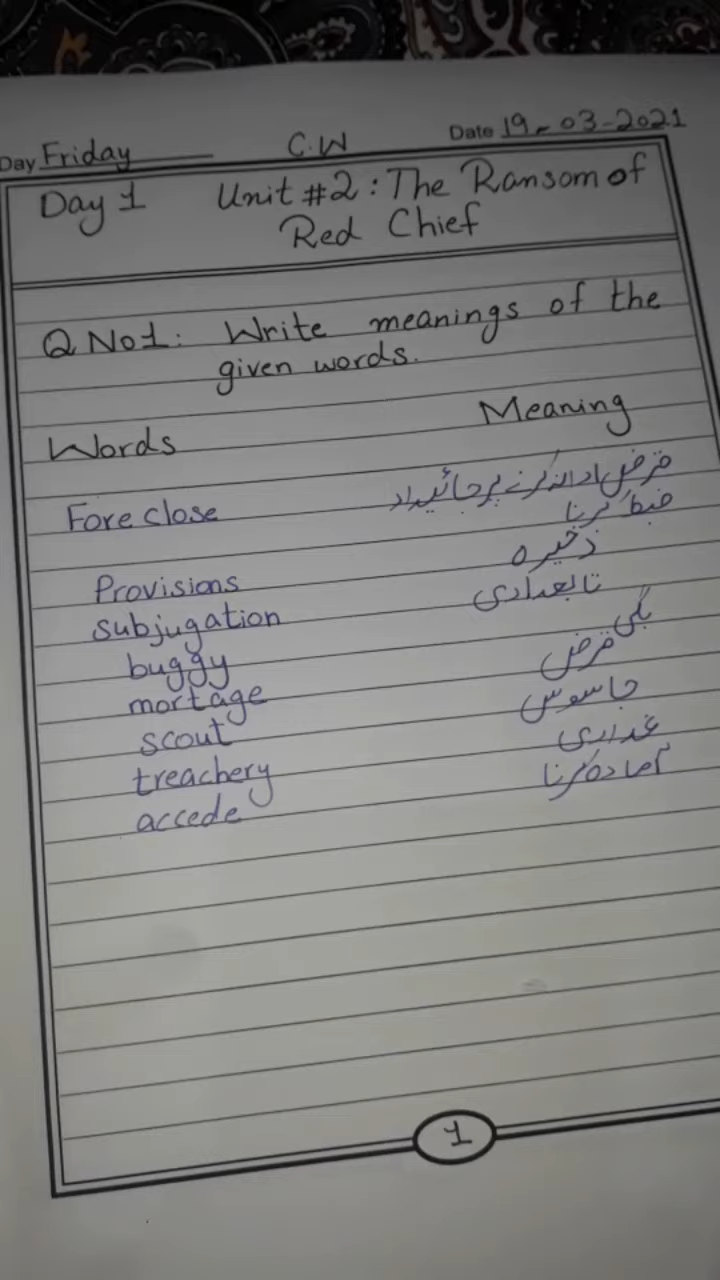 Day Friday C.W Date 19-03-2021
Day 1 Unit #2: The Ransom of
Red Chief
Q No1: Write meanings of the
given words.
Words Meaning
Fore close قرض ادا نہ کرنے پر جائیداد
ضبط کرنا
Provisions ذخیرہ
subjugation تابعداری
buggy بگی
mortage قرض
scout جاسوس
treachery غداری
accede آمادہ کرنا
1